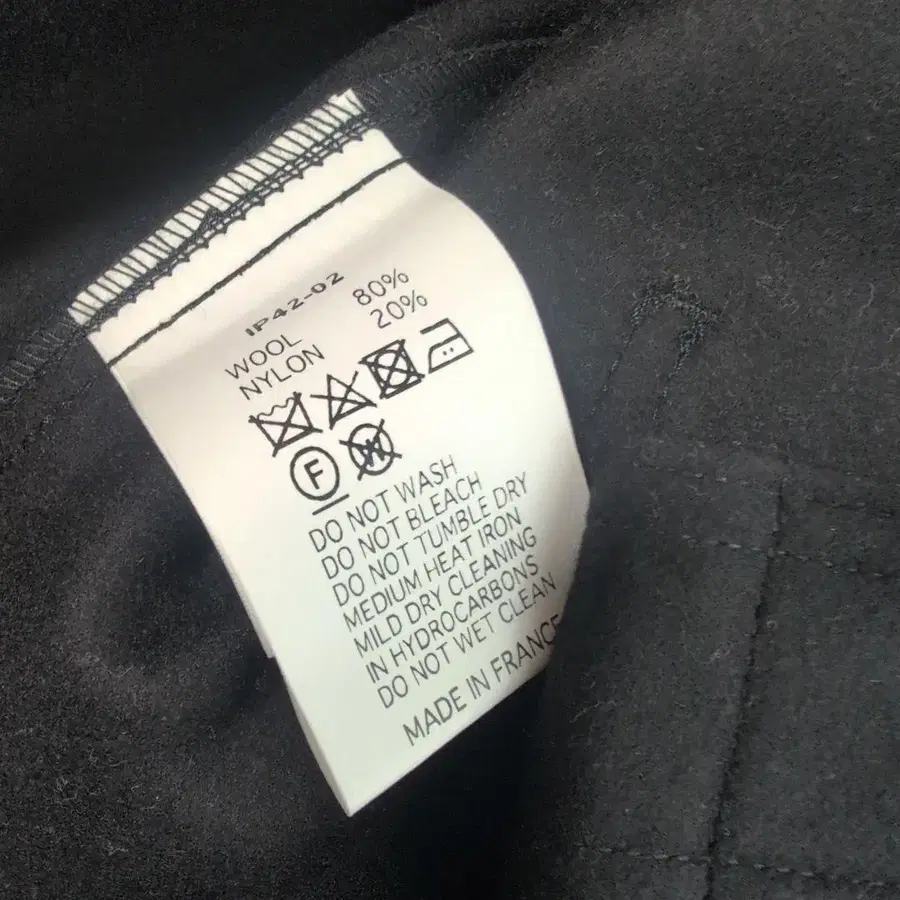 IP42-02
WOOL 80%
NYLON 20%
F W
DO NOT WASH
DO NOT BLEACH
DO NOT TUMBLE DRY
MEDIUM HEAT IRON
MILD DRY CLEANING
IN HYDROCARBONS
DO NOT WET CLEAN
MADE IN FRANCE